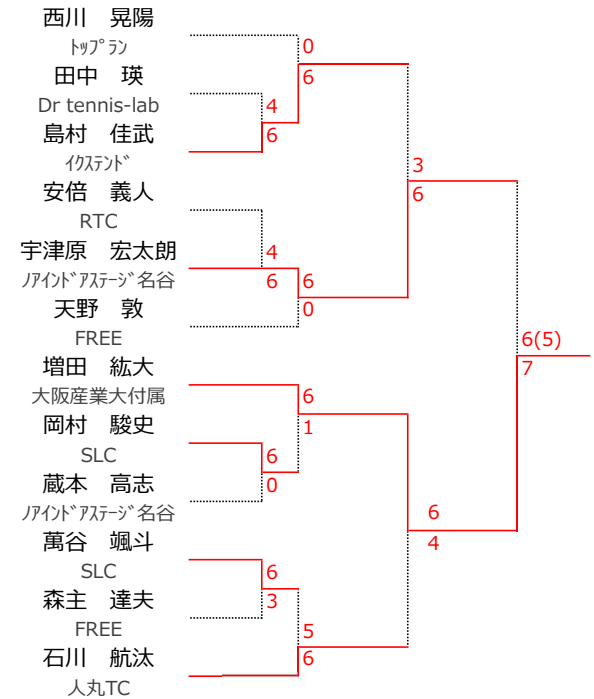 西川　晃陽
ﾄｯﾌﾟﾗﾝ
田中　瑛
Dr tennis-lab
島村　佳武
ｲｸｽﾃﾝﾄﾞ
安倍　義人
RTC
宇津原　宏太朗
ﾉｱｲﾝﾄﾞｱｽﾃｰｼﾞ名谷
天野　敦
FREE
増田　紘大
大阪産業大付属
岡村　駿史
SLC
蔵本　高志
ﾉｱｲﾝﾄﾞｱｽﾃｰｼﾞ名谷
萬谷　颯斗
SLC
森主　達夫
FREE
石川　航汰
人丸TC
4
6
4
6
6
0
6
3
0
6
6
0
6
1
5
6
3
6
6
4
6(5)
7